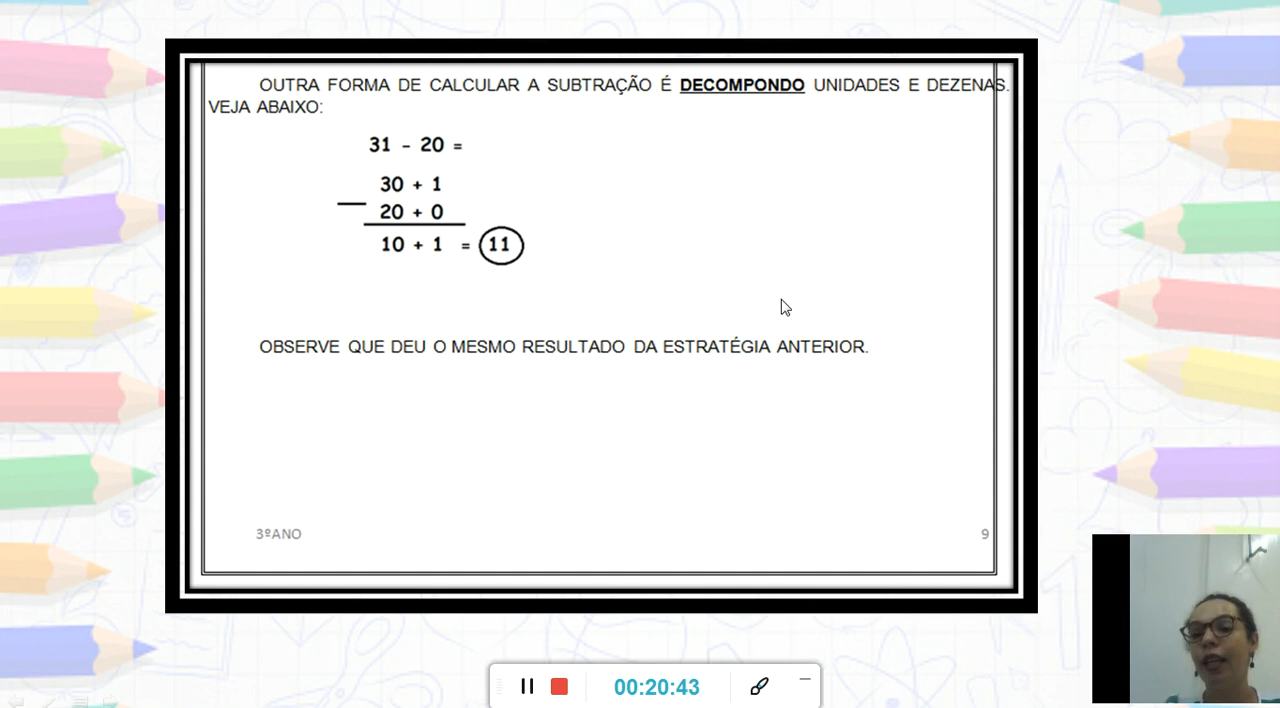 OUTRA FORMA DE CALCULAR A SUBTRAÇÃO É DECOMPONDO UNIDADES E DEZENAS.
VEJA ABAIXO:
31 - 20 =
30 + 1
20 + 0
10 + 1 = 11
OBSERVE QUE DEU O MESMO RESULTADO DA ESTRATÉGIA ANTERIOR.
3ºANO 9
00:20:43